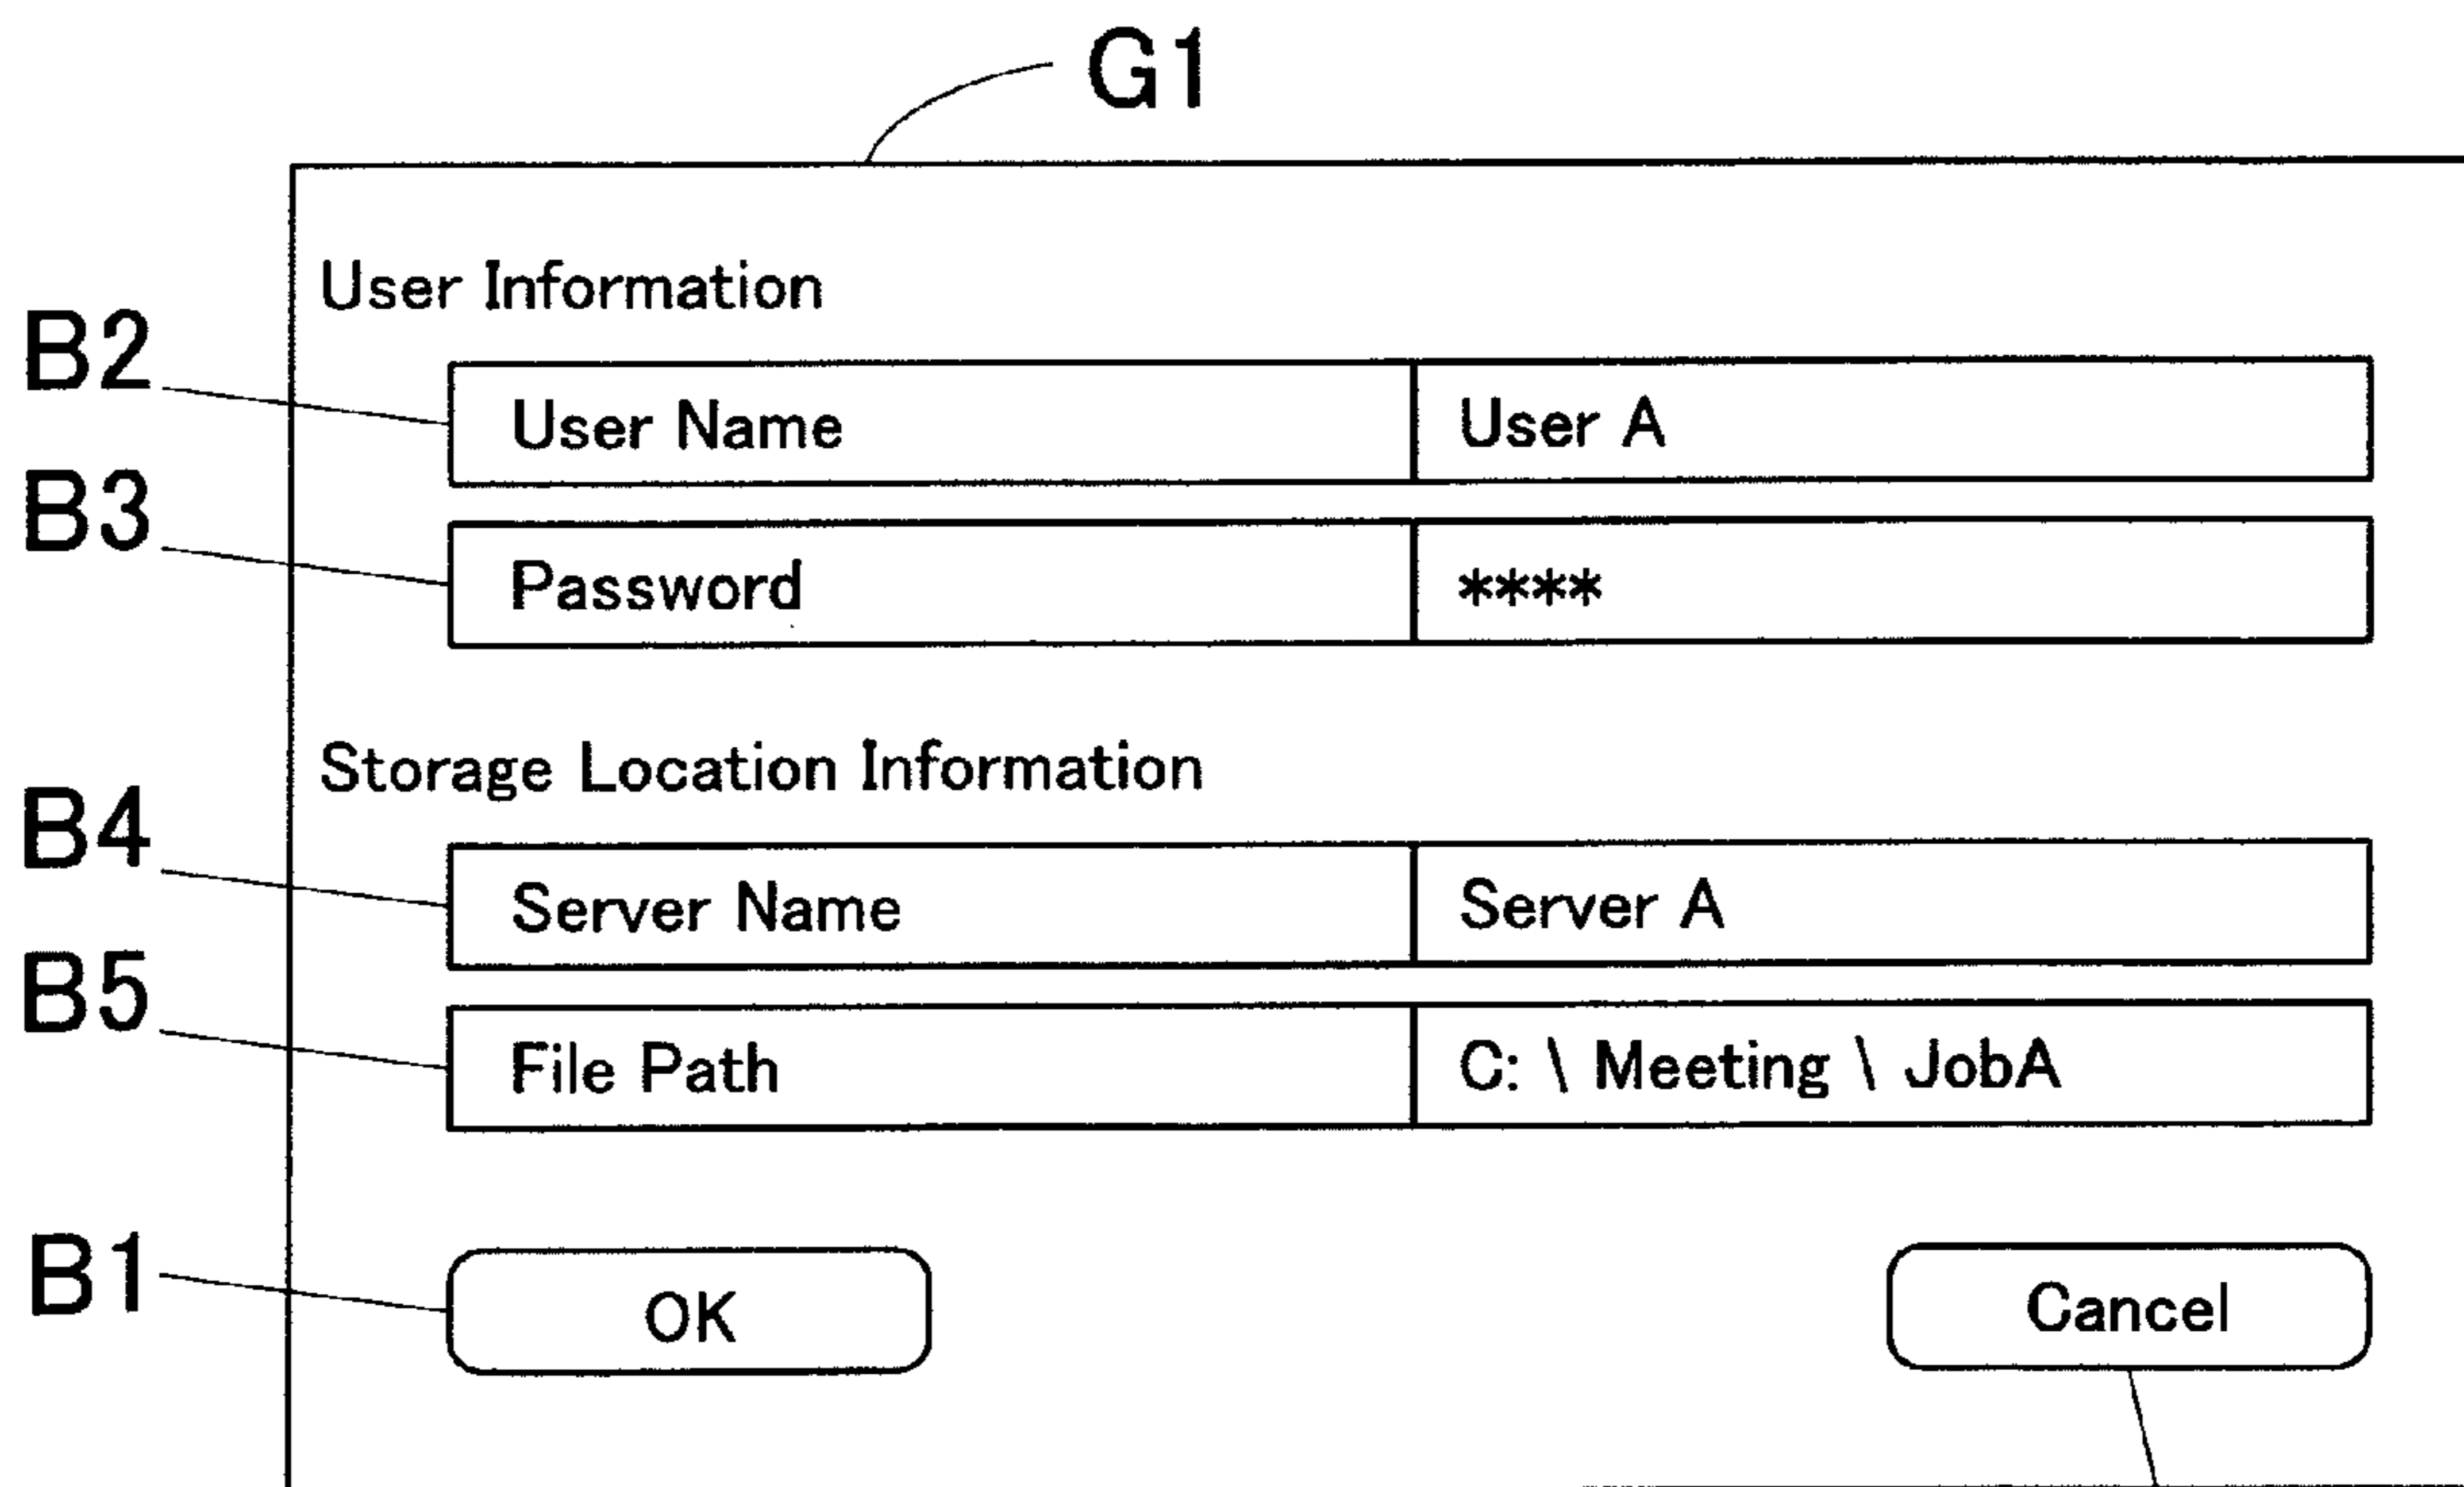 G1
User Information
B2 User Name User A
B3 Password ****
Storage Location Information
B4 Server Name Server A
B5 File Path C: \ Meeting \ JobA
B1 OK Cancel